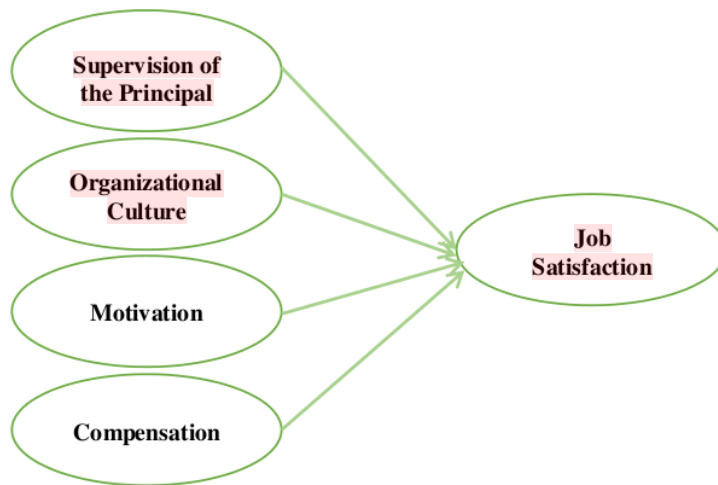 Supervision of
the Principal
Organizational
Culture
Motivation
Compensation
Job
Satisfaction